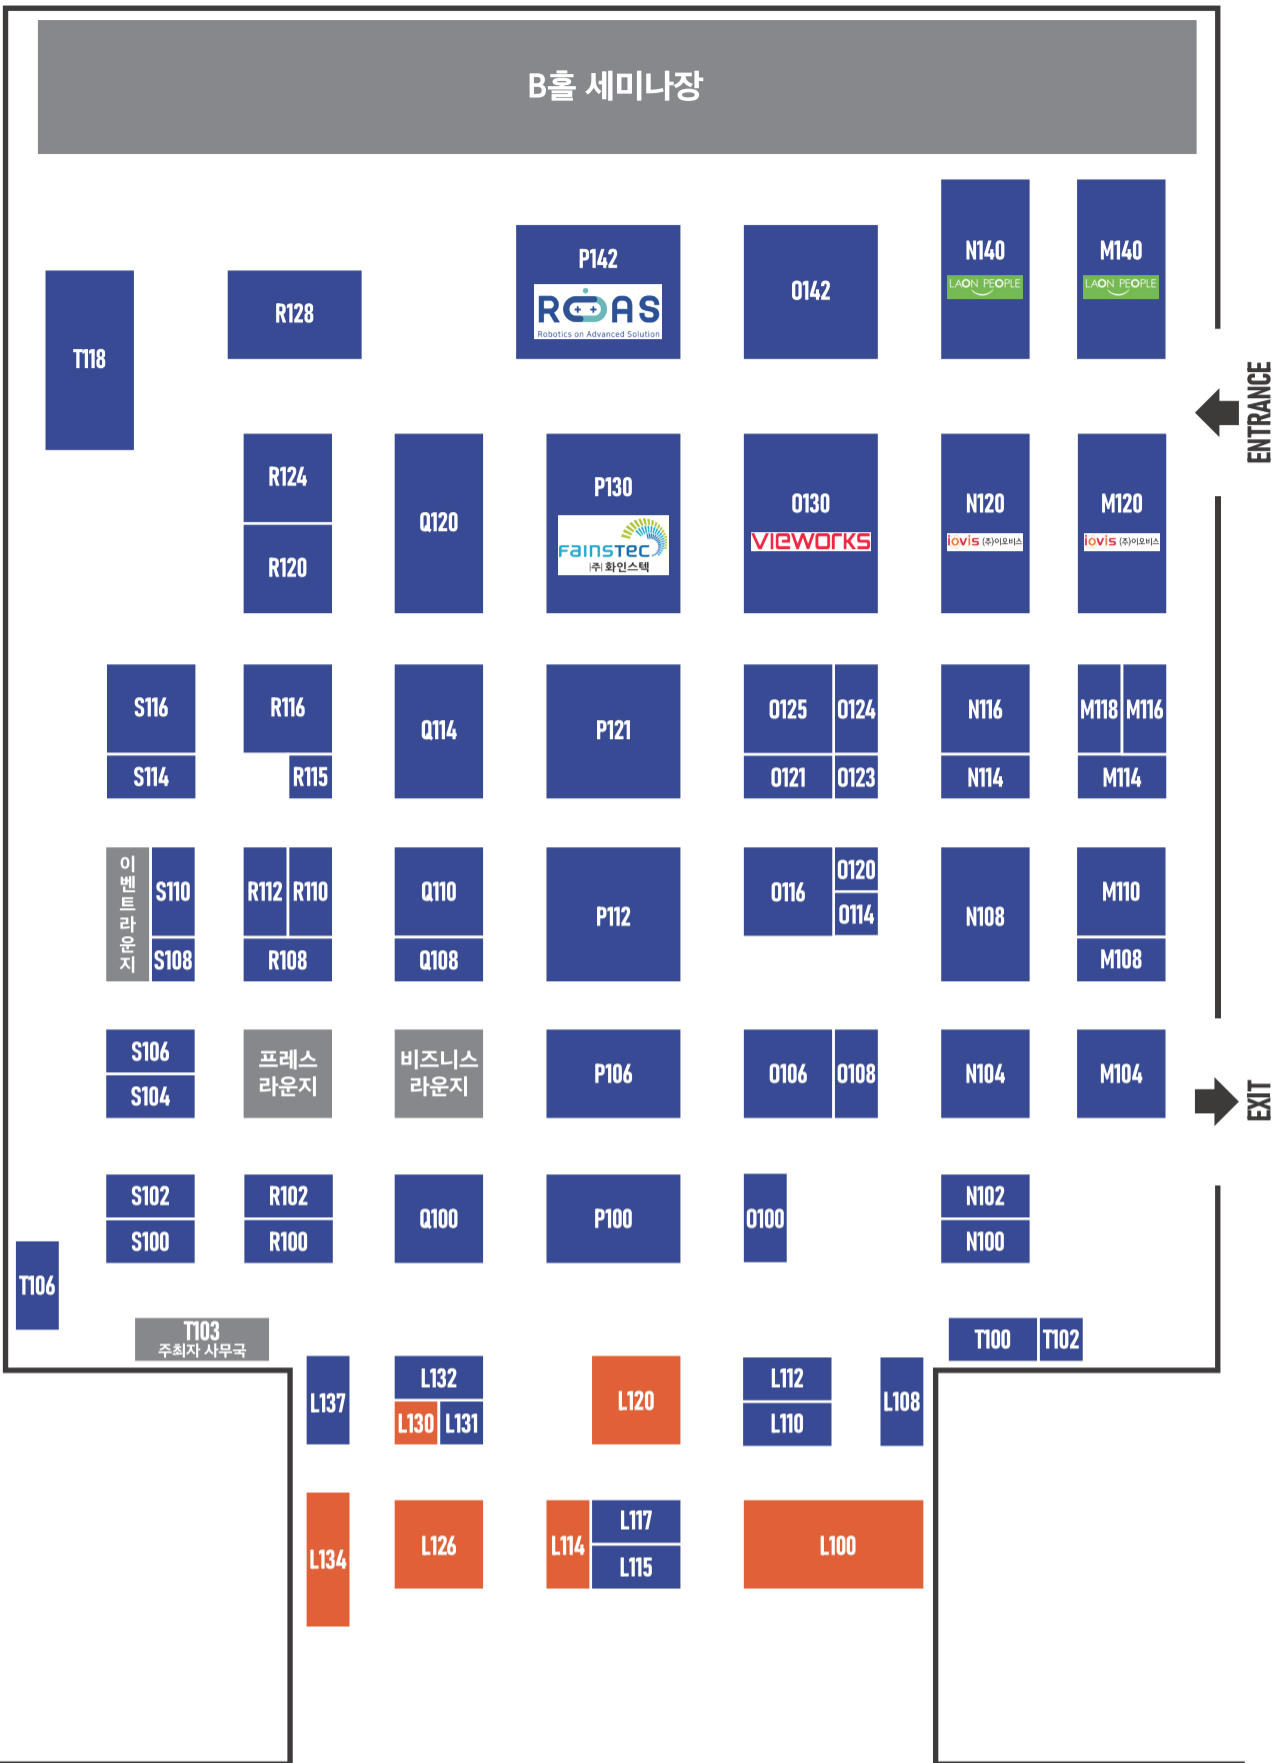 B홀 세미나장
N140
LAON PEOPLE
M140
LAON PEOPLE
P142
ROAS
Robotics on Advanced Solution
O142
R128
T118
ENTRANCE
R124
R120
Q120
P130
FAINSTEC
(주)화인스텍
O130
VIEWORKS
N120
iovis (주)이오비스
M120
iovis (주)이오비스
S116
R116
Q114
P121
O125
O124
N116
M118
M116
S114
R115
O121
O123
N114
M114
이벤트라운지
S110
S108
R112
R110
R108
Q110
Q108
P112
O116
O120
O114
N108
M110
M108
S106
S104
프레스
라운지
비즈니스
라운지
P106
O106
O108
N104
M104
EXIT
S102
S100
R102
R100
Q100
P100
O100
N102
N100
T106
T103
주최자 사무국
T100
T102
L137
L132
L130
L131
L120
L112
L110
L108
L134
L126
L114
L117
L115
L100